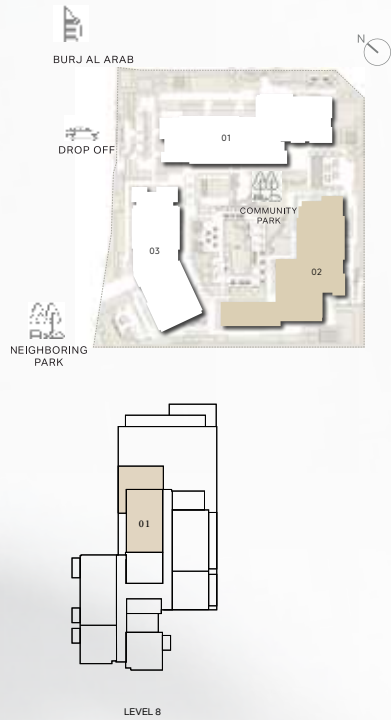 N
BURJ AL ARAB
DROP OFF
01
COMMUNITY
PARK
03
02
NEIGHBORING
PARK
01
LEVEL 8